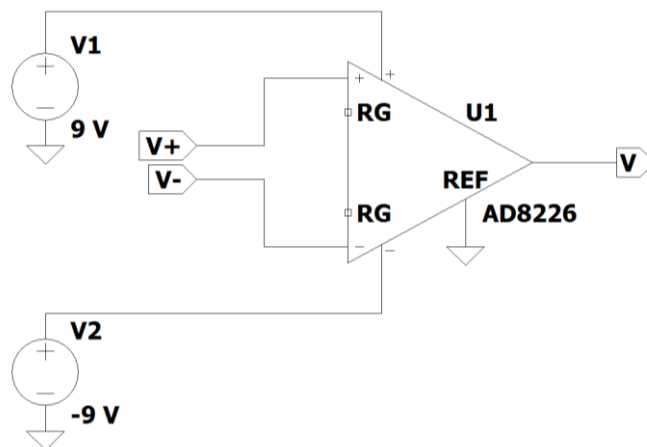 V1
9 V
V+
V-
+
+
RG
U1
V
RG
REF
AD8226
-
-
V2
+
-9 V